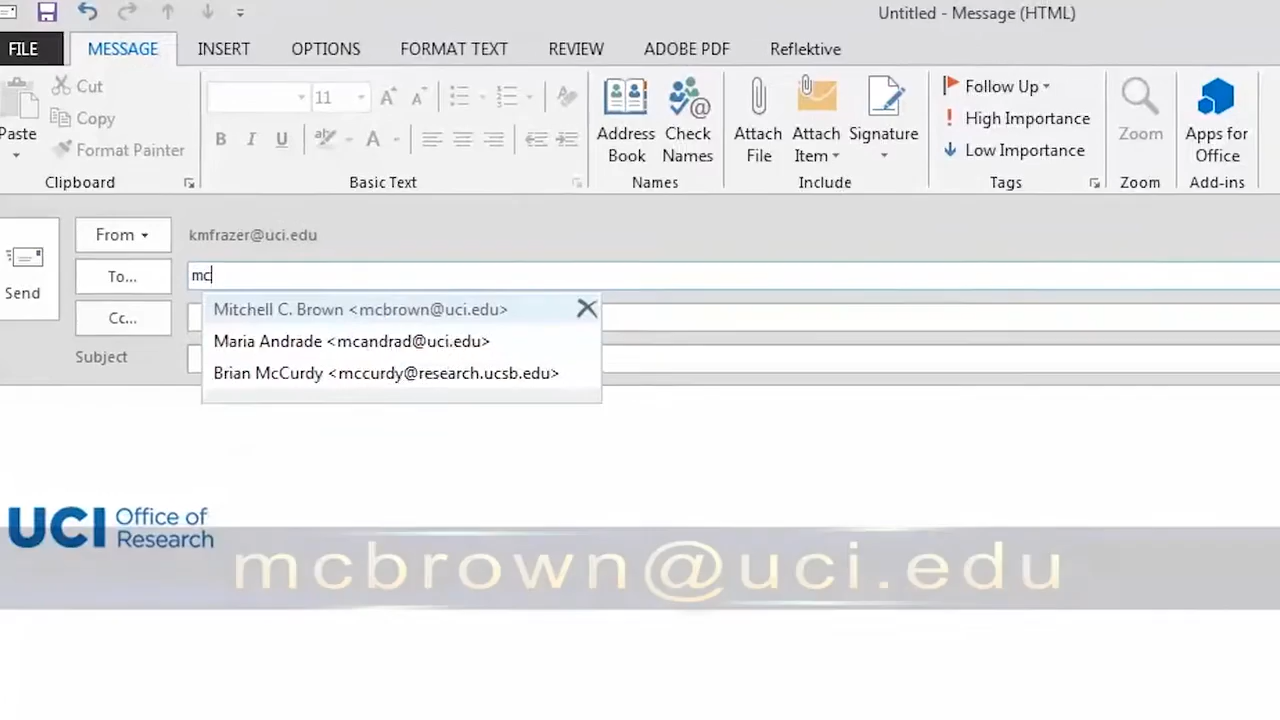 Untitled - Message (HTML)
FILE MESSAGE INSERT OPTIONS FORMAT TEXT REVIEW ADOBE PDF Reflektive
Paste
Cut
Copy
Format Painter
Clipboard
11
B I U
Basic Text
Address Book
Check Names
Names
Attach File
Attach Item
Signature
Include
Follow Up
High Importance
Low Importance
Tags
Zoom
Zoom
Apps for Office
Add-ins
Send
From kmfrazer@uci.edu
To... mc
Cc...
Subject
Mitchell C. Brown <mcbrown@uci.edu>
Maria Andrade <mcandrad@uci.edu>
Brian McCurdy <mccurdy@research.ucsb.edu>
UCI Office of
Research
mcbrown@uci.edu